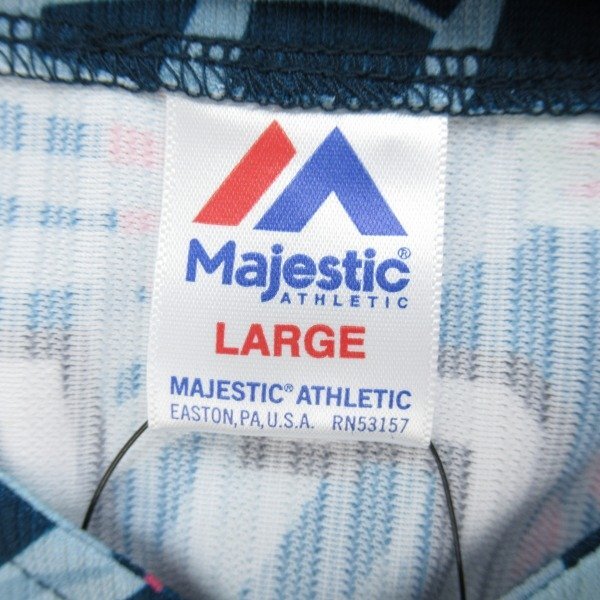 Majestic®
ATHLETIC
LARGE
MAJESTIC® ATHLETIC
EASTON, PA, U.S.A. RN53157